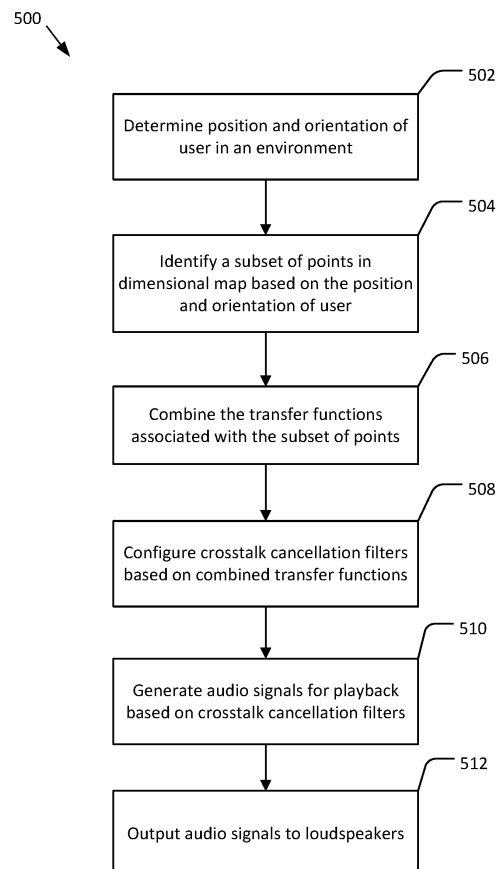 500
502
Determine position and orientation of
user in an environment
504
Identify a subset of points in
dimensional map based on the position
and orientation of user
506
Combine the transfer functions
associated with the subset of points
508
Configure crosstalk cancellation filters
based on combined transfer functions
510
Generate audio signals for playback
based on crosstalk cancellation filters
512
Output audio signals to loudspeakers